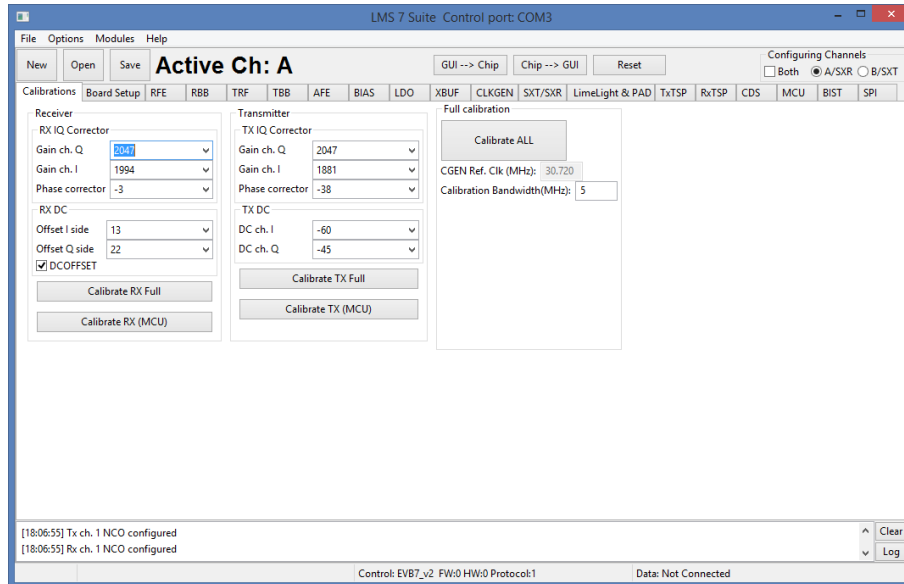 LMS 7 Suite Control port: COM3
File Options Modules Help
New Open Save Active Ch: A GUI --> Chip Chip --> GUI Reset Configuring Channels
Both A/SXR B/SXT
Calibrations Board Setup RFE RBB TRF TBB AFE BIAS LDO XBUF CLKGEN SXT/SXR LimeLight & PAD TxTSP RxTSP CDS MCU BIST SPI
Receiver
RX IQ Corrector
Gain ch. Q 2047
Gain ch. I 1994
Phase corrector -3
RX DC
Offset I side 13
Offset Q side 22
DCOFFSET
Calibrate RX Full
Calibrate RX (MCU)
Transmitter
TX IQ Corrector
Gain ch. Q 2047
Gain ch. I 1881
Phase corrector -38
TX DC
DC ch. I -60
DC ch. Q -45
Calibrate TX Full
Calibrate TX (MCU)
Full calibration
Calibrate ALL
CGEN Ref. Clk (MHz): 30.720
Calibration Bandwidth(MHz): 5
[18:06:55] Tx ch. 1 NCO configured
[18:06:55] Rx ch. 1 NCO configured
Clear
Log
Control: EVB7_v2 FW:0 HW:0 Protocol:1 Data: Not Connected